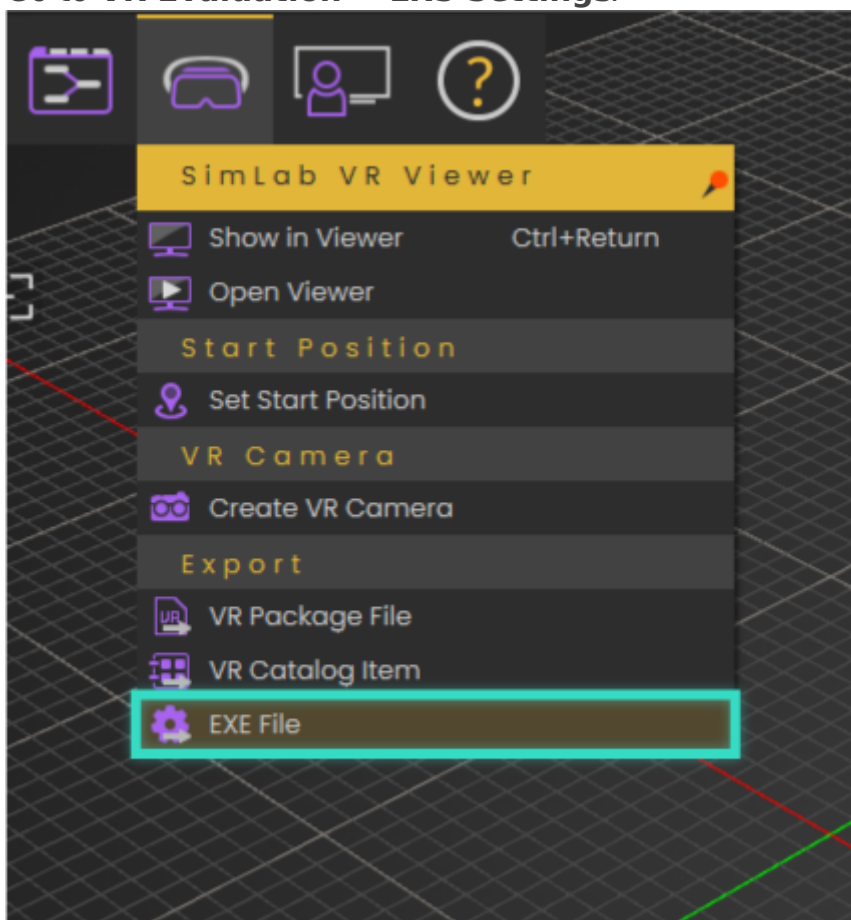 SimLab VR Viewer
Show in Viewer Ctrl+Return
Open Viewer
Start Position
Set Start Position
VR Camera
Create VR Camera
Export
VR Package File
VR Catalog Item
EXE File